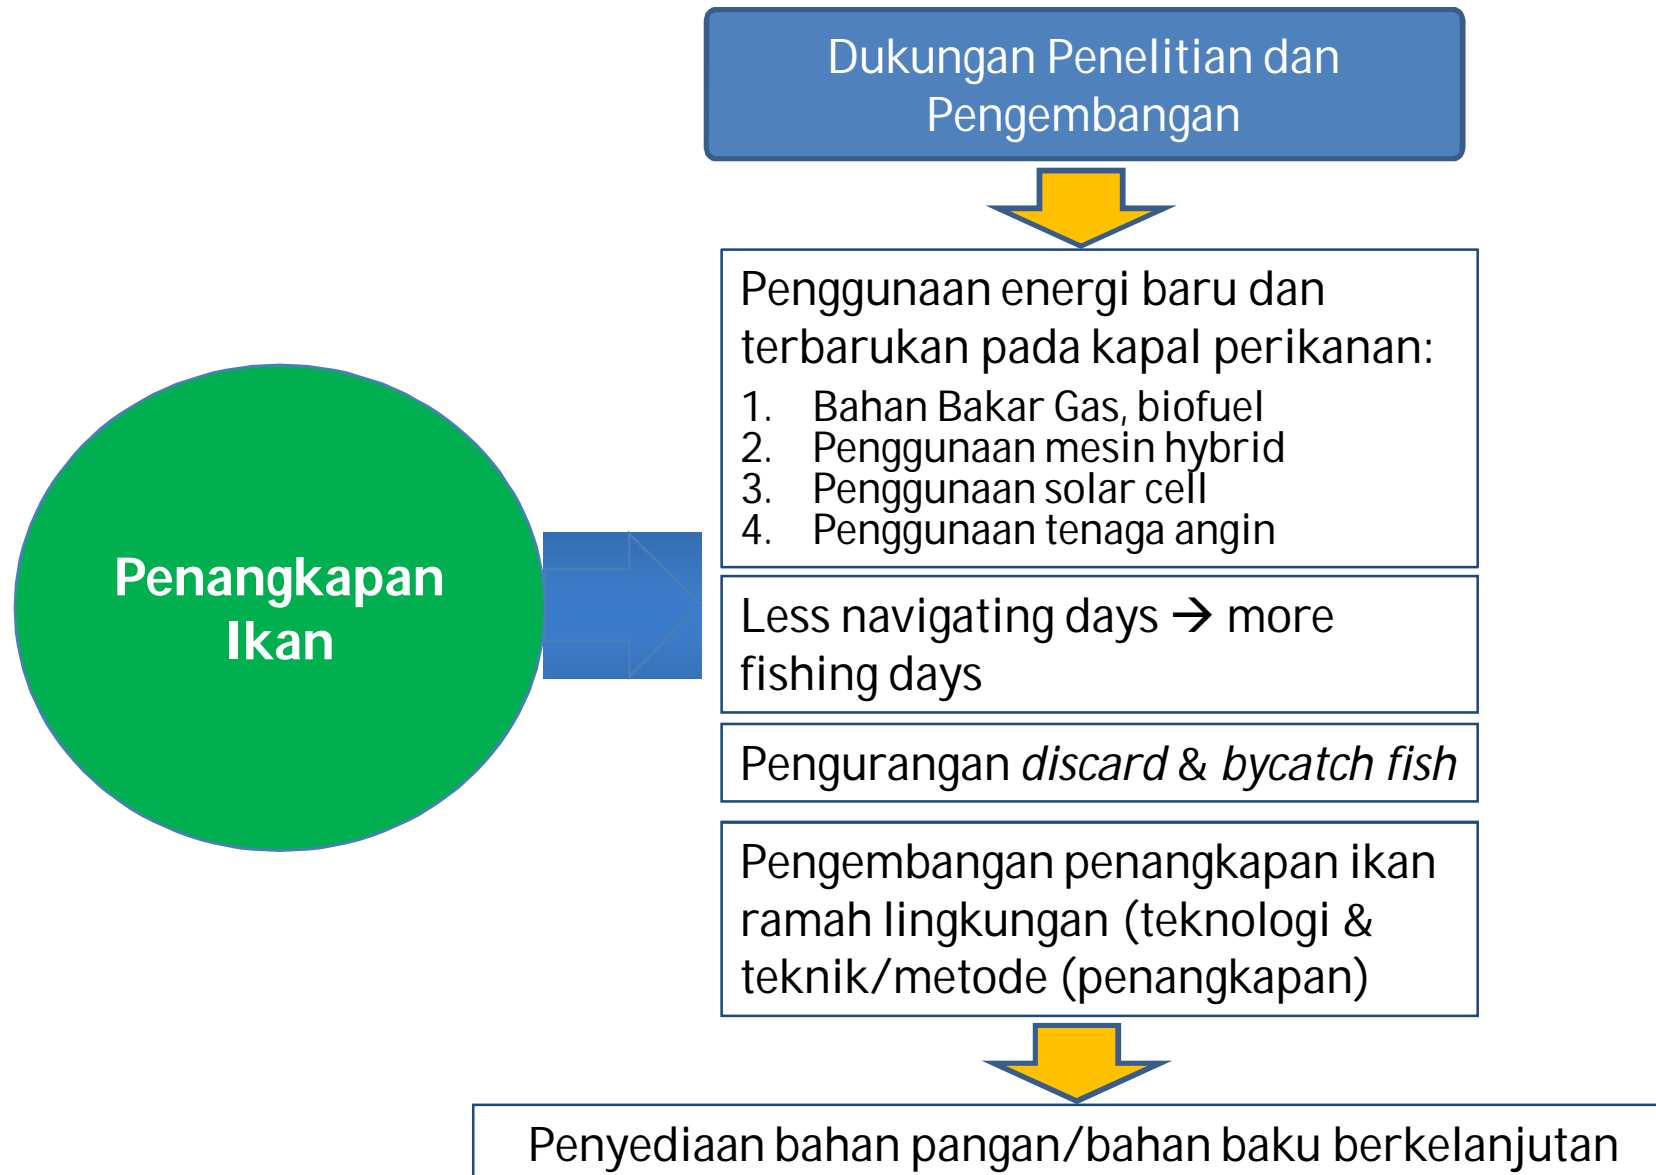 Dukungan Penelitian dan
Pengembangan
Penggunaan energi baru dan
terbarukan pada kapal perikanan:
1. Bahan Bakar Gas, biofuel
2. Penggunaan mesin hybrid
3. Penggunaan solar cell
4. Penggunaan tenaga angin
Penangkapan
Ikan
Less navigating days → more
fishing days
Pengurangan discard & bycatch fish
Pengembangan penangkapan ikan
ramah lingkungan (teknologi &
teknik/metode (penangkapan)
Penyediaan bahan pangan/bahan baku berkelanjutan